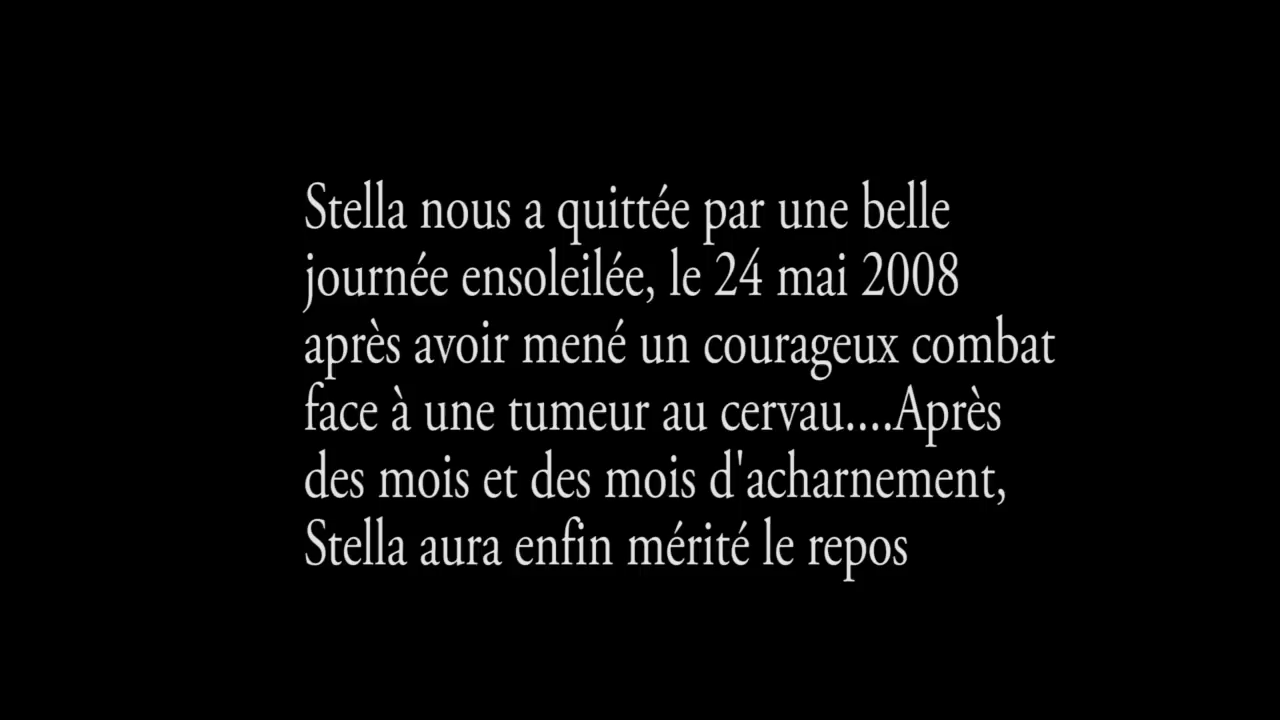 Stella nous a quittée par une belle
journée ensoleilée, le 24 mai 2008
après avoir mené un courageux combat
face à une tumeur au cervau....Après
des mois et des mois d'acharnement,
Stella aura enfin mérité le repos